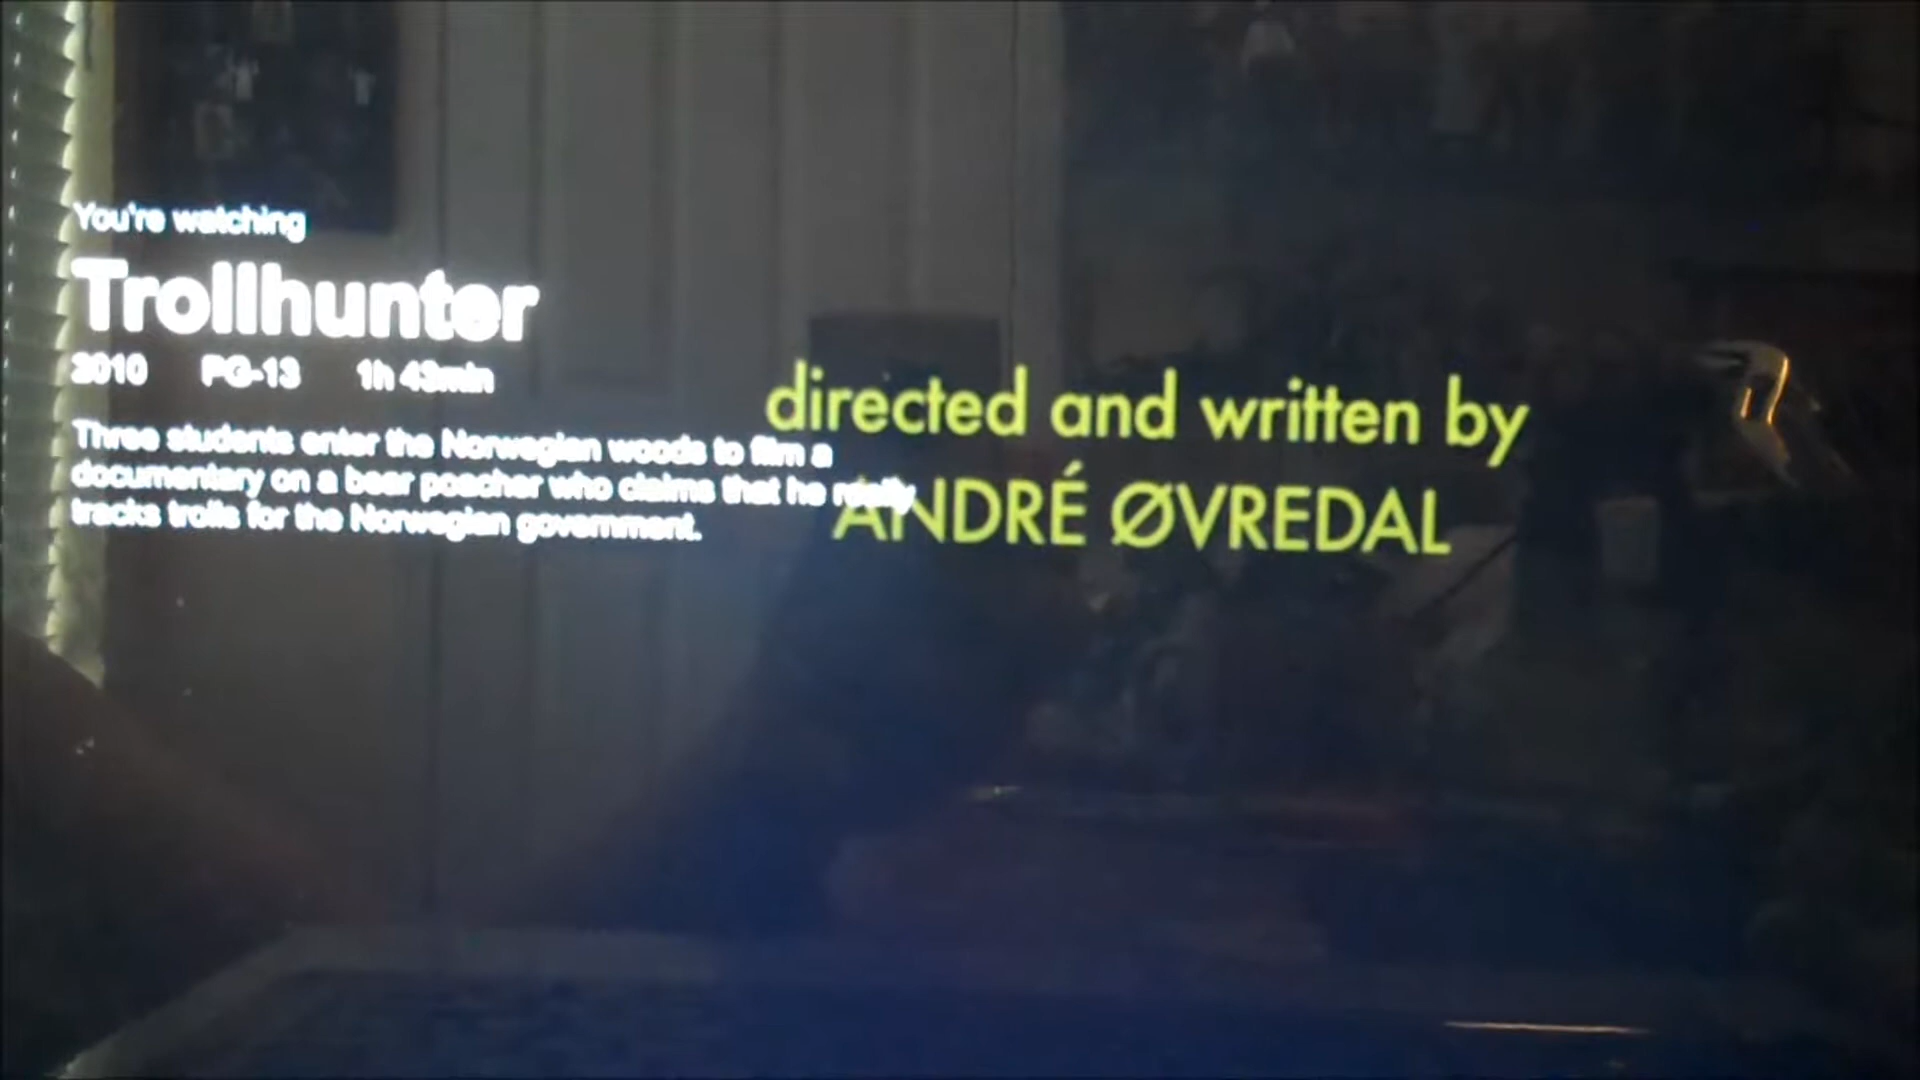 You're watching
Trollhunter
2010 PG-13 1h 43min
Three students enter the Norwegian woods to film a
documentary on a bear poacher who claims that he really
tracks trolls for the Norwegian government.
directed and written by
ANDRÉ ØVREDAL